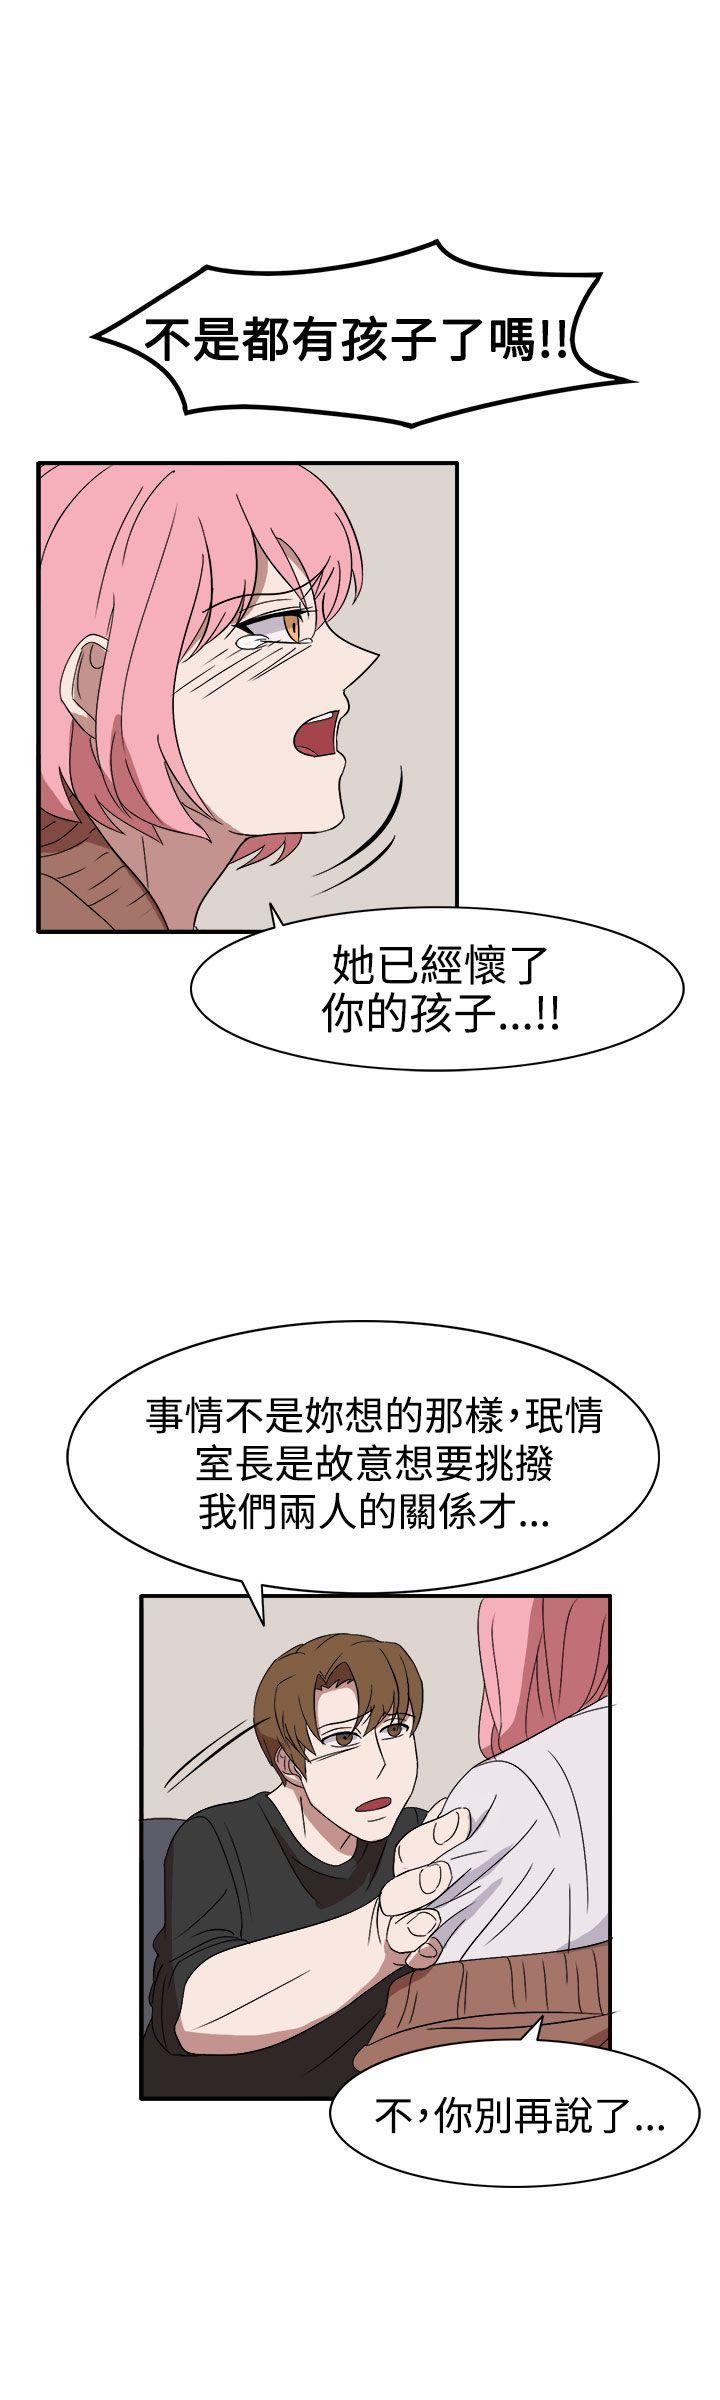 不是都有孩子了嗎!!
她已經懷了
你的孩子...!!
事情不是妳想的那樣，珉情
室長是故意想要挑撥
我們兩人的關係才...
不，你別再說了...